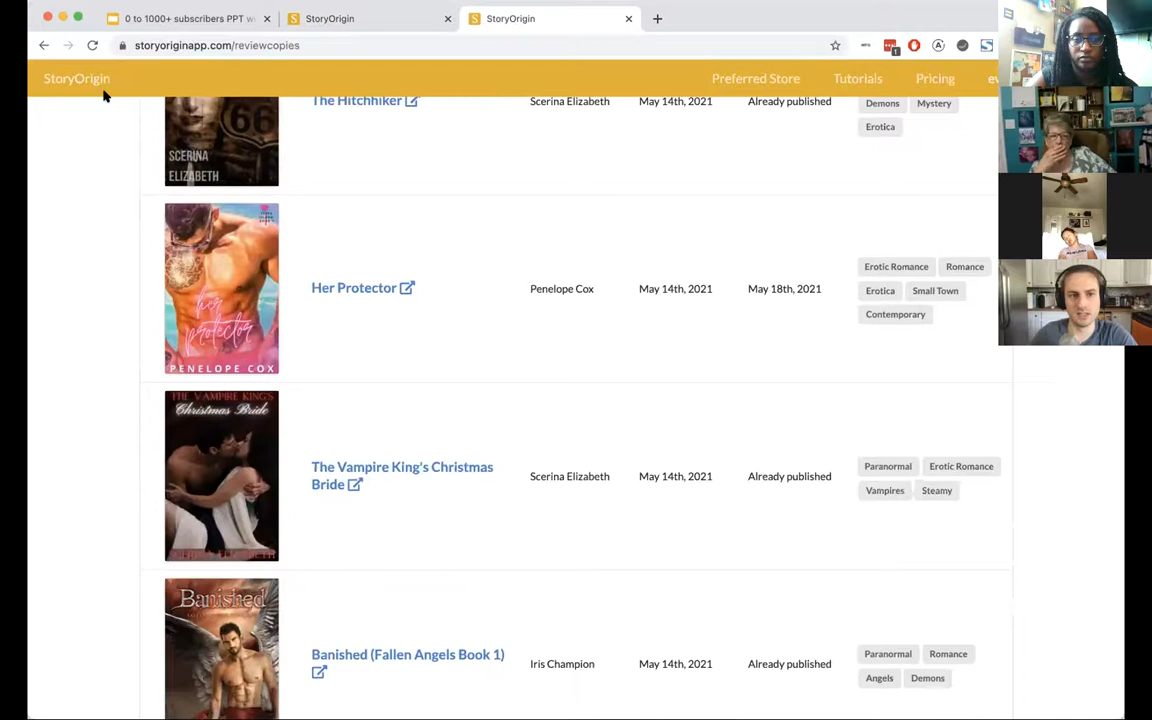 0 to 1000+ subscribers PPT w
StoryOrigin
StoryOrigin
storyoriginapp.com/reviewcopies
StoryOrigin
Preferred Store
Tutorials
Pricing
The Hitchhiker
Scerina Elizabeth
May 14th, 2021
Already published
Demons
Mystery
Erotica
66
SCERINA
ELIZABETH
Her Protector
Penelope Cox
May 14th, 2021
May 18th, 2021
Erotic Romance
Romance
Erotica
Small Town
Contemporary
her
protector
PENELOPE COX
THE VAMPIRE KING'S
Christmas Bride
SCERINA ELIZABETH
The Vampire King's Christmas
Bride
Scerina Elizabeth
May 14th, 2021
Already published
Paranormal
Erotic Romance
Vampires
Steamy
Banished
Banished (Fallen Angels Book 1)
Iris Champion
May 14th, 2021
Already published
Paranormal
Romance
Angels
Demons